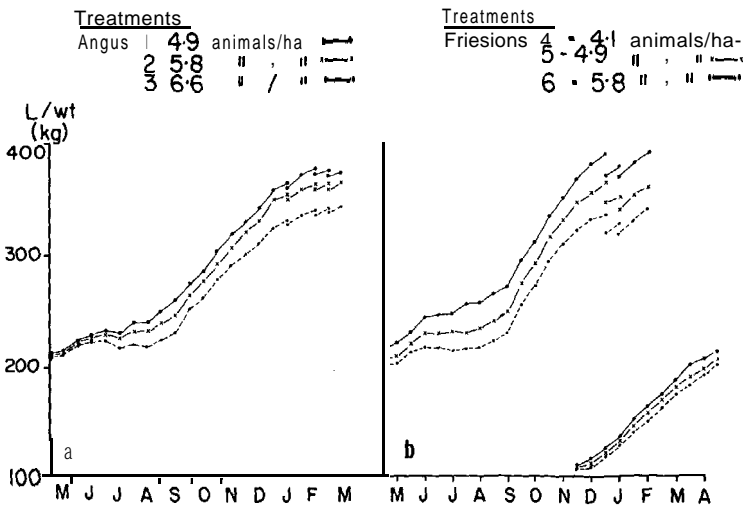 Treatments
Angus 1 4.9 animals/ha
2 5.8 " , "
3 6.6 " / "
Treatments
Friesions 4 - 4.1 animals/ha-
5 - 4.9 " , "
6 - 5.8 " , "
L/wt
(kg)
400
300
200
100
a
b
M J J A S O N D J F M
M J J A S O N D J F M A